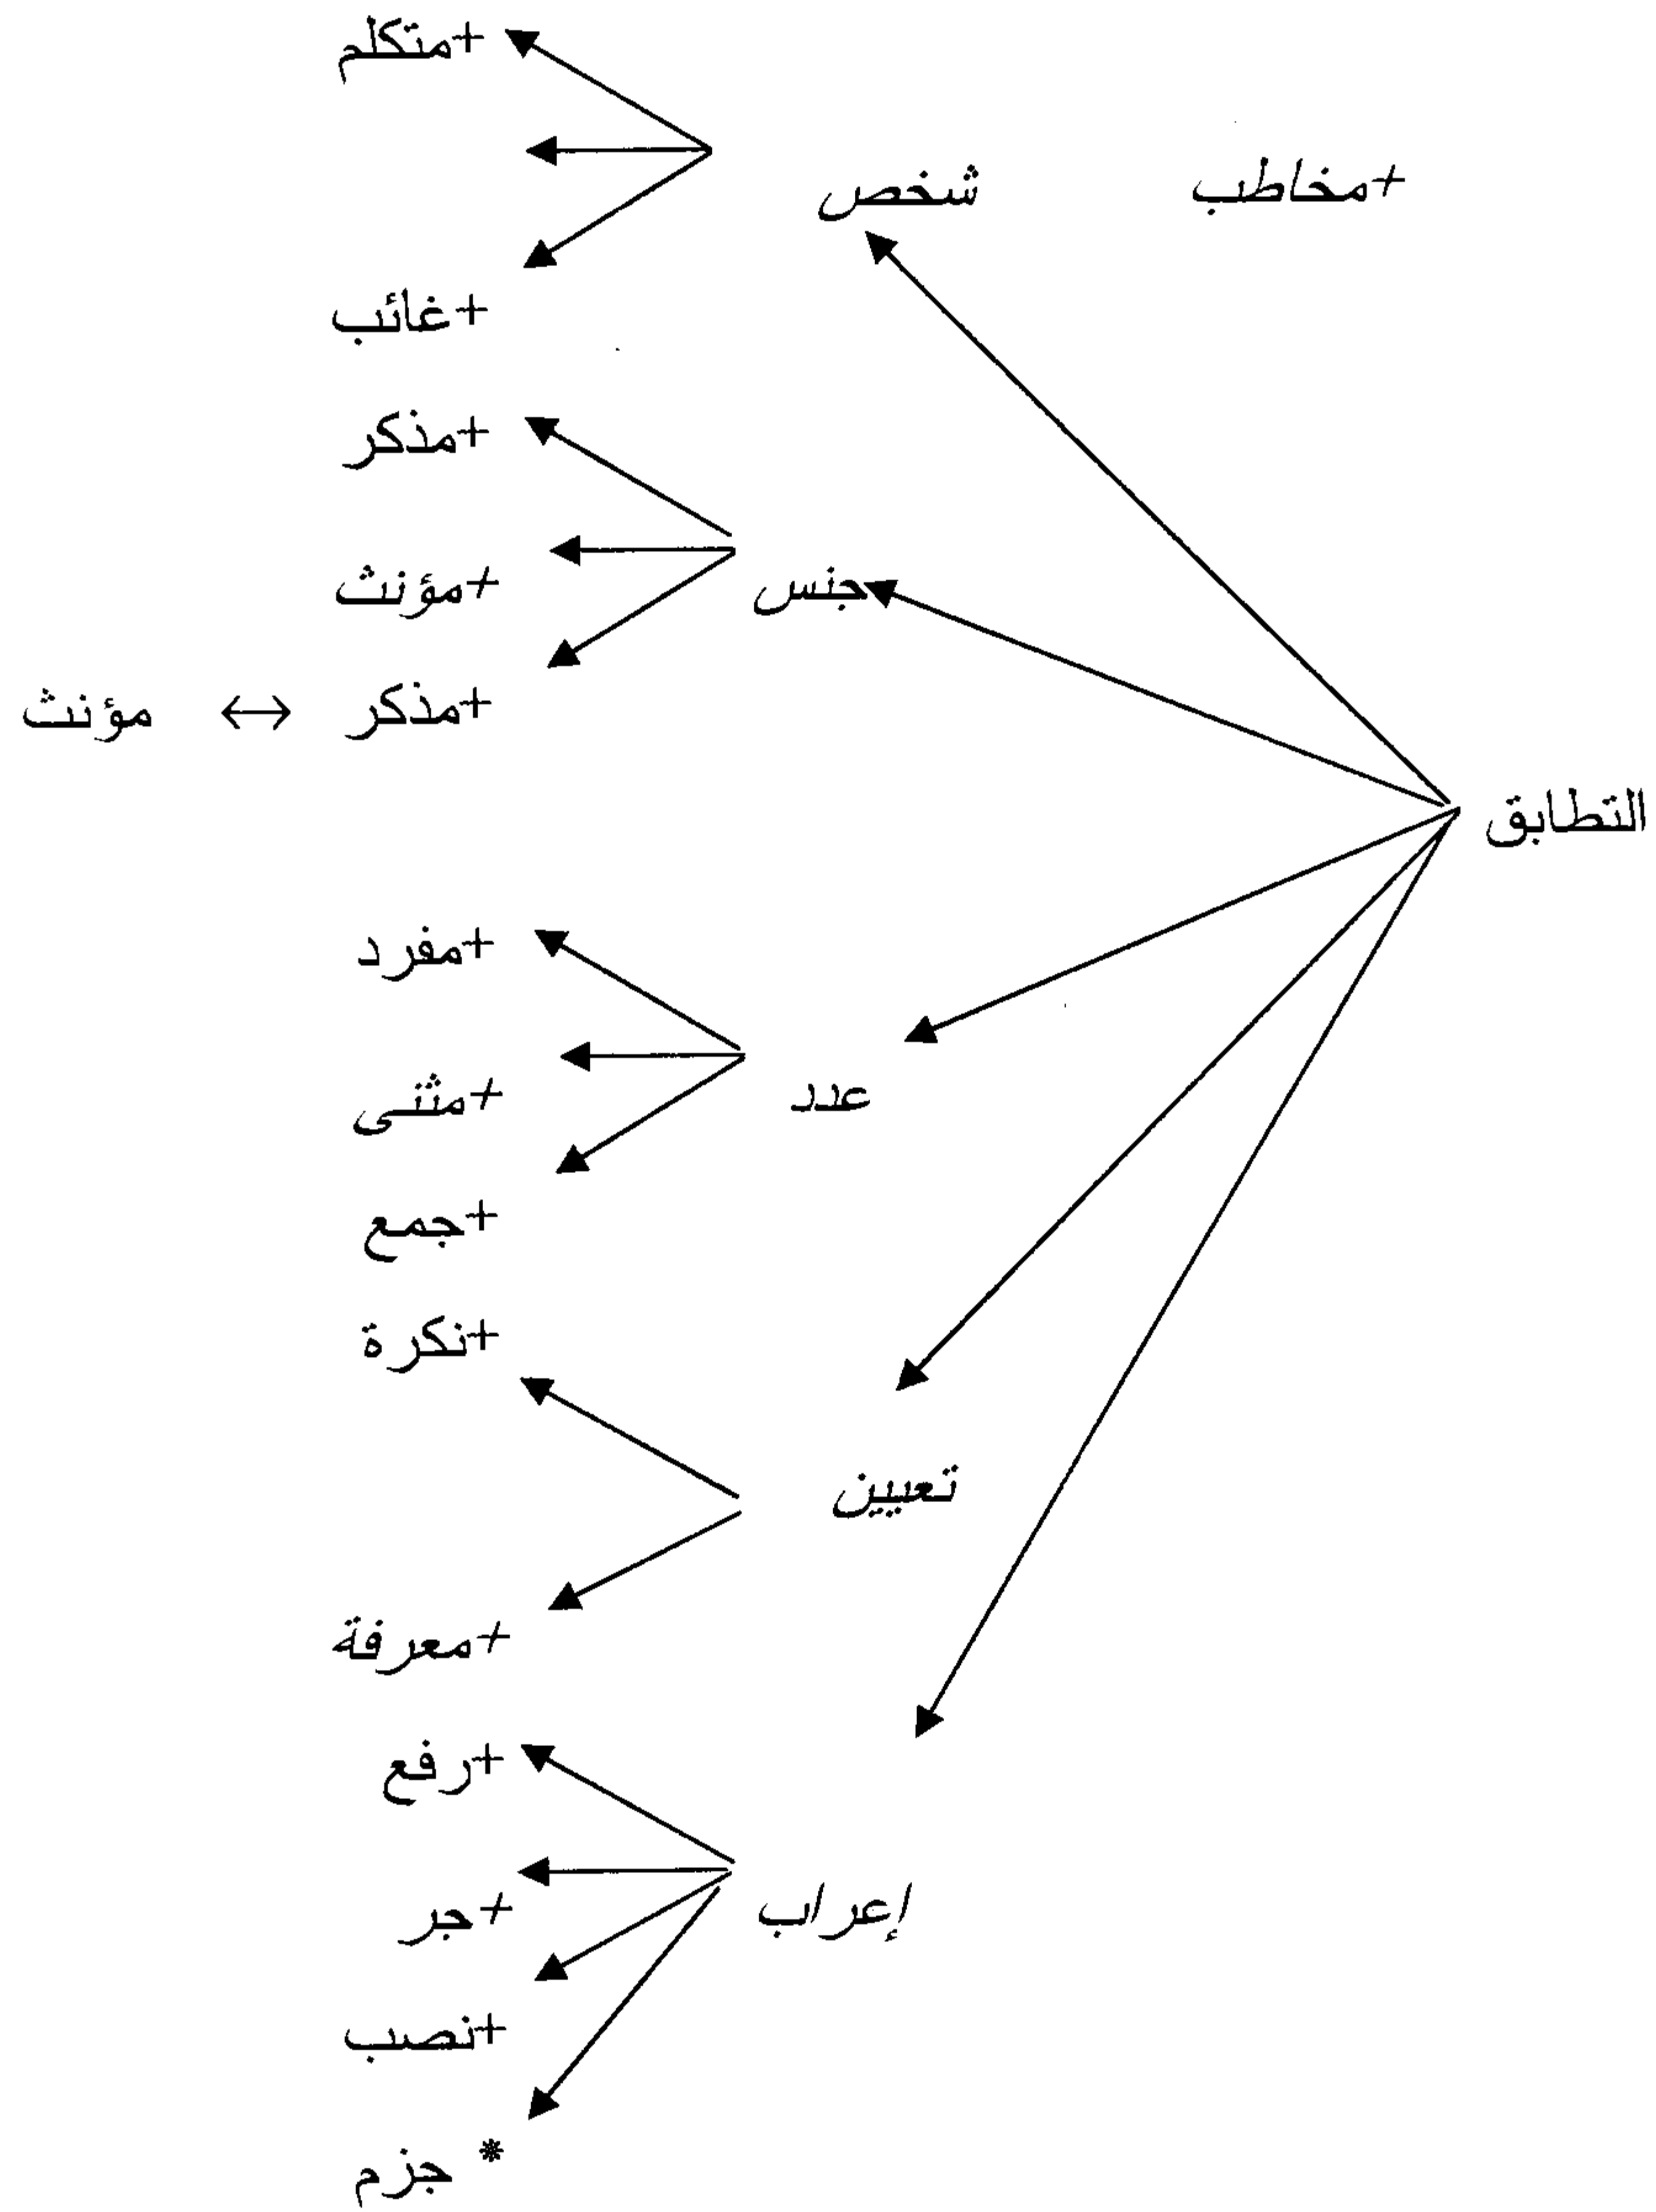 +متكلم
شخص +مخاطب
+غائب
+مذكر
جنس
+مؤنث
+مذكر ↔ مؤنث
التطابق
+مفرد
عدد
+مثنى
+جمع
+نكرة
تعيين
+معرفة
+رفع
إعراب
+جر
+نصب
* جزم